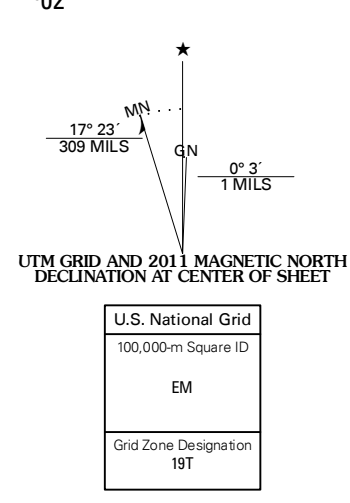 '02
★
MN
17° 23´
309 MILS
GN
0° 3´
1 MILS
UTM GRID AND 2011 MAGNETIC NORTH
DECLINATION AT CENTER OF SHEET
U.S. National Grid
100,000-m Square ID
EM
Grid Zone Designation
19T